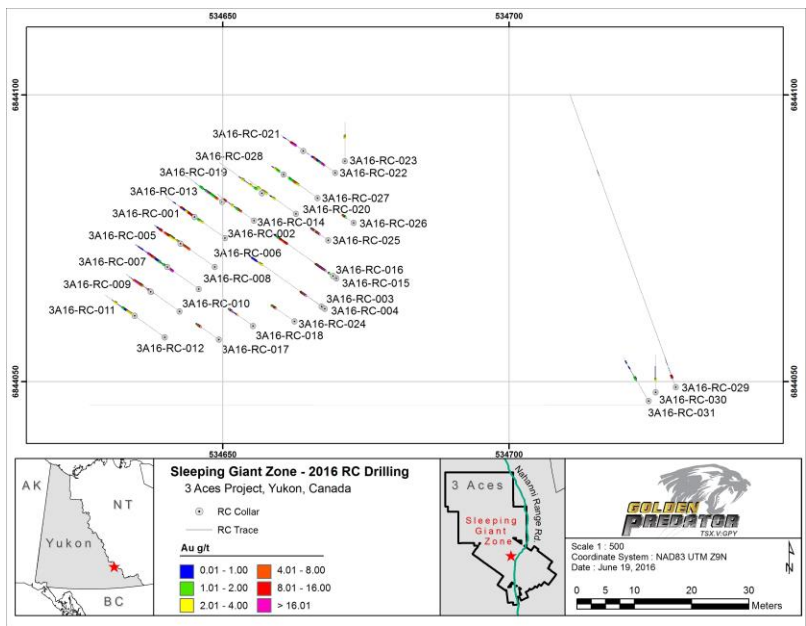 534650
534700
6844100
6844100
3A16-RC-021
3A16-RC-023
3A16-RC-028
3A16-RC-022
3A16-RC-019
3A16-RC-027
3A16-RC-013
3A16-RC-020
3A16-RC-026
3A16-RC-001
3A16-RC-014
3A16-RC-002
3A16-RC-025
3A16-RC-005
3A16-RC-006
3A16-RC-007
3A16-RC-016
3A16-RC-008
3A16-RC-015
3A16-RC-009
3A16-RC-003
3A16-RC-010
3A16-RC-004
3A16-RC-011
3A16-RC-024
3A16-RC-018
3A16-RC-012
3A16-RC-017
3A16-RC-029
3A16-RC-030
3A16-RC-031
6844050
6844050
534650
534700
AK
NT
Yukon
BC
Sleeping Giant Zone - 2016 RC Drilling
3 Aces Project, Yukon, Canada
RC Collar
RC Trace
Au g/t
0.01 - 1.00
4.01 - 8.00
1.01 - 2.00
8.01 - 16.00
2.01 - 4.00
> 16.01
3 Aces
Nahanni Range Rd.
Sleeping
Giant
Zone
GOLDEN
PREDATOR
TSX.V:GPY
Scale 1 : 500
Coordinate System : NAD83 UTM Z9N
Date : June 19, 2016
N
0 5 10 20 30
Meters